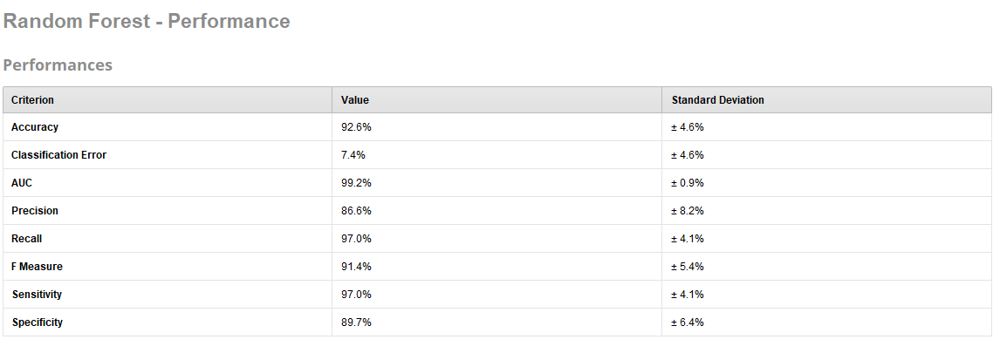 Random Forest - Performance
Performances
Criterion Value Standard Deviation
Accuracy 92.6% ± 4.6%
Classification Error 7.4% ± 4.6%
AUC 99.2% ± 0.9%
Precision 86.6% ± 8.2%
Recall 97.0% ± 4.1%
F Measure 91.4% ± 5.4%
Sensitivity 97.0% ± 4.1%
Specificity 89.7% ± 6.4%